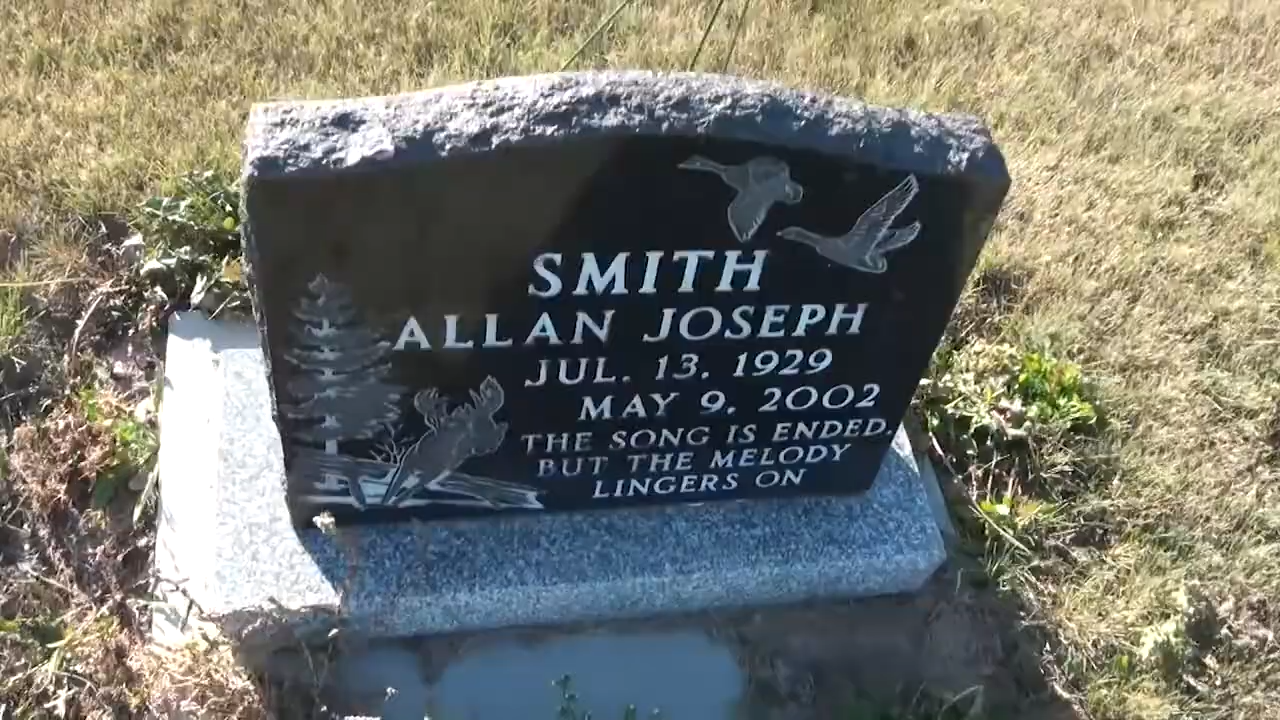 SMITH
ALLAN JOSEPH
JUL. 13. 1929
MAY 9. 2002
THE SONG IS ENDED.
BUT THE MELODY
LINGERS ON